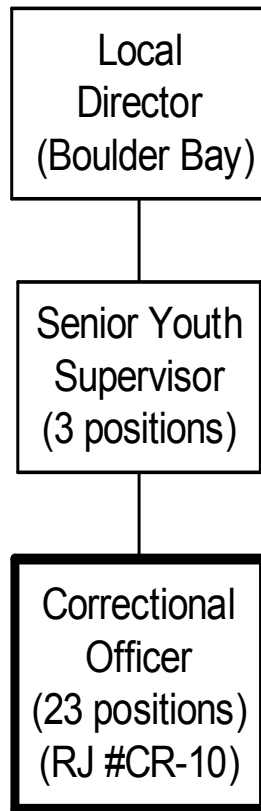 Local
Director
(Boulder Bay)
Senior Youth
Supervisor
(3 positions)
Correctional
Officer
(23 positions)
(RJ #CR-10)